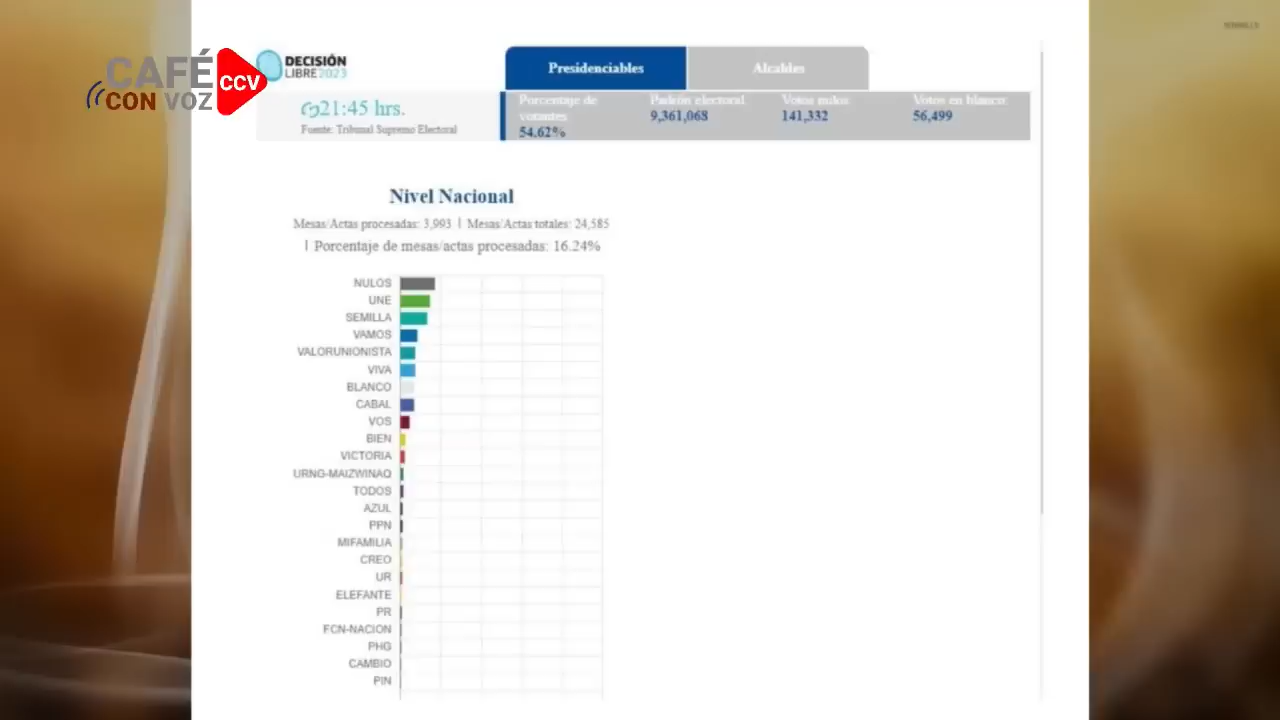 CAFÉ
CON VOZ
CCV
DECISIÓN
LIBRE2023
Presidenciables
Alcaldes
21:45 hrs.
Fuente: Tribunal Supremo Electoral
Porcentaje de
votantes
54.62%
Padrón electoral:
9,361,068
Votos nulos:
141,332
Votos en blanco:
56,499
Nivel Nacional
Mesas/Actas procesadas: 3,993 | Mesas/Actas totales: 24,585
| Porcentaje de mesas/actas procesadas: 16.24%
NULOS
UNE
SEMILLA
VAMOS
VALORUNIONISTA
VIVA
BLANCO
CABAL
VOS
BIEN
VICTORIA
URNG-MAIZWINAQ
TODOS
AZUL
PPN
MIFAMILIA
CREO
UR
ELEFANTE
PR
FCN-NACION
PHG
CAMBIO
PIN